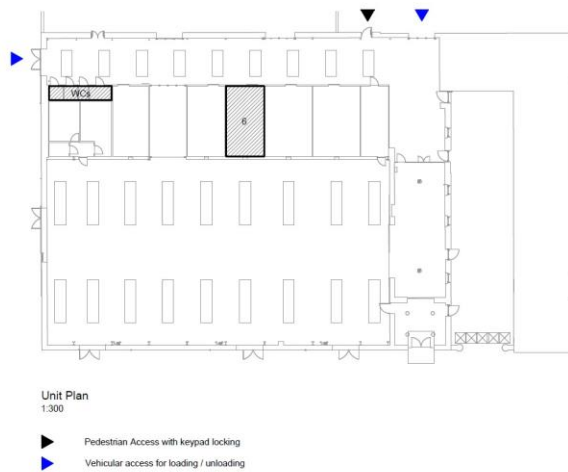 WCs
6
Unit Plan
1:300
Pedestrian Access with keypad locking
Vehicular access for loading / unloading